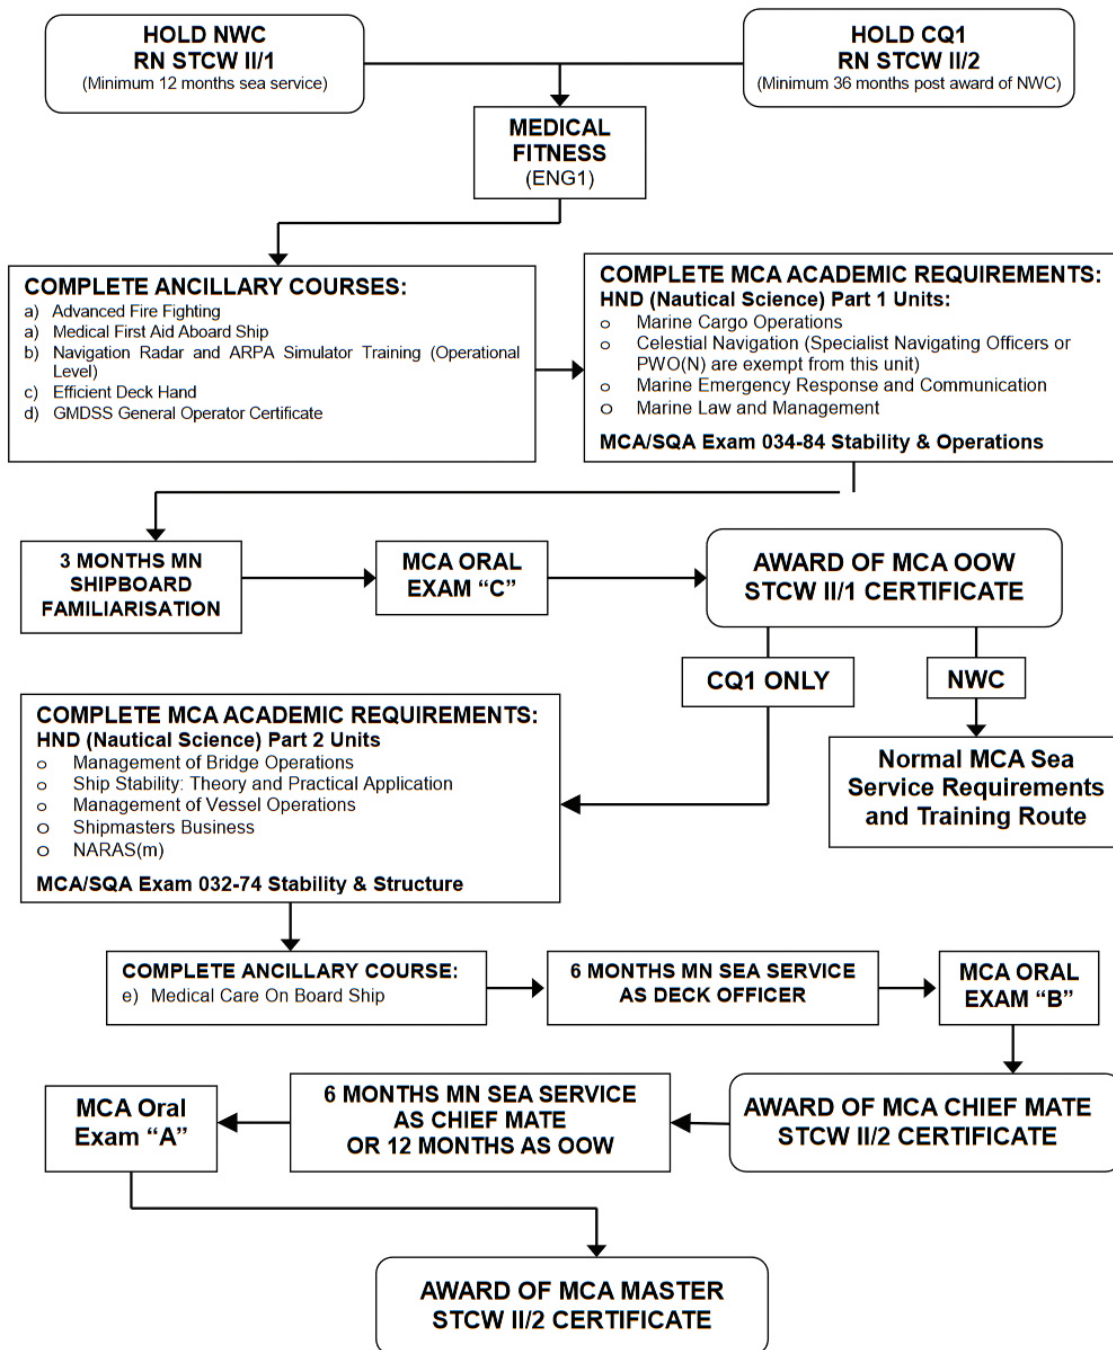 HOLD NWC
RN STCW II/1
(Minimum 12 months sea service)
HOLD CQ1
RN STCW II/2
(Minimum 36 months post award of NWC)
MEDICAL
FITNESS
(ENG1)
COMPLETE ANCILLARY COURSES:
a) Advanced Fire Fighting
a) Medical First Aid Aboard Ship
b) Navigation Radar and ARPA Simulator Training (Operational
Level)
c) Efficient Deck Hand
d) GMDSS General Operator Certificate
COMPLETE MCA ACADEMIC REQUIREMENTS:
HND (Nautical Science) Part 1 Units:
o Marine Cargo Operations
o Celestial Navigation (Specialist Navigating Officers or
PWO(N) are exempt from this unit)
o Marine Emergency Response and Communication
o Marine Law and Management
MCA/SQA Exam 034-84 Stability & Operations
3 MONTHS MN
SHIPBOARD
FAMILIARISATION
MCA ORAL
EXAM “C”
AWARD OF MCA OOW
STCW II/1 CERTIFICATE
CQ1 ONLY
NWC
COMPLETE MCA ACADEMIC REQUIREMENTS:
HND (Nautical Science) Part 2 Units
o Management of Bridge Operations
o Ship Stability: Theory and Practical Application
o Management of Vessel Operations
o Shipmasters Business
o NARAS(m)
MCA/SQA Exam 032-74 Stability & Structure
Normal MCA Sea
Service Requirements
and Training Route
COMPLETE ANCILLARY COURSE:
e) Medical Care On Board Ship
6 MONTHS MN SEA SERVICE
AS DECK OFFICER
MCA ORAL
EXAM “B”
AWARD OF MCA CHIEF MATE
STCW II/2 CERTIFICATE
6 MONTHS MN SEA SERVICE
AS CHIEF MATE
OR 12 MONTHS AS OOW
MCA Oral
Exam “A”
AWARD OF MCA MASTER
STCW II/2 CERTIFICATE